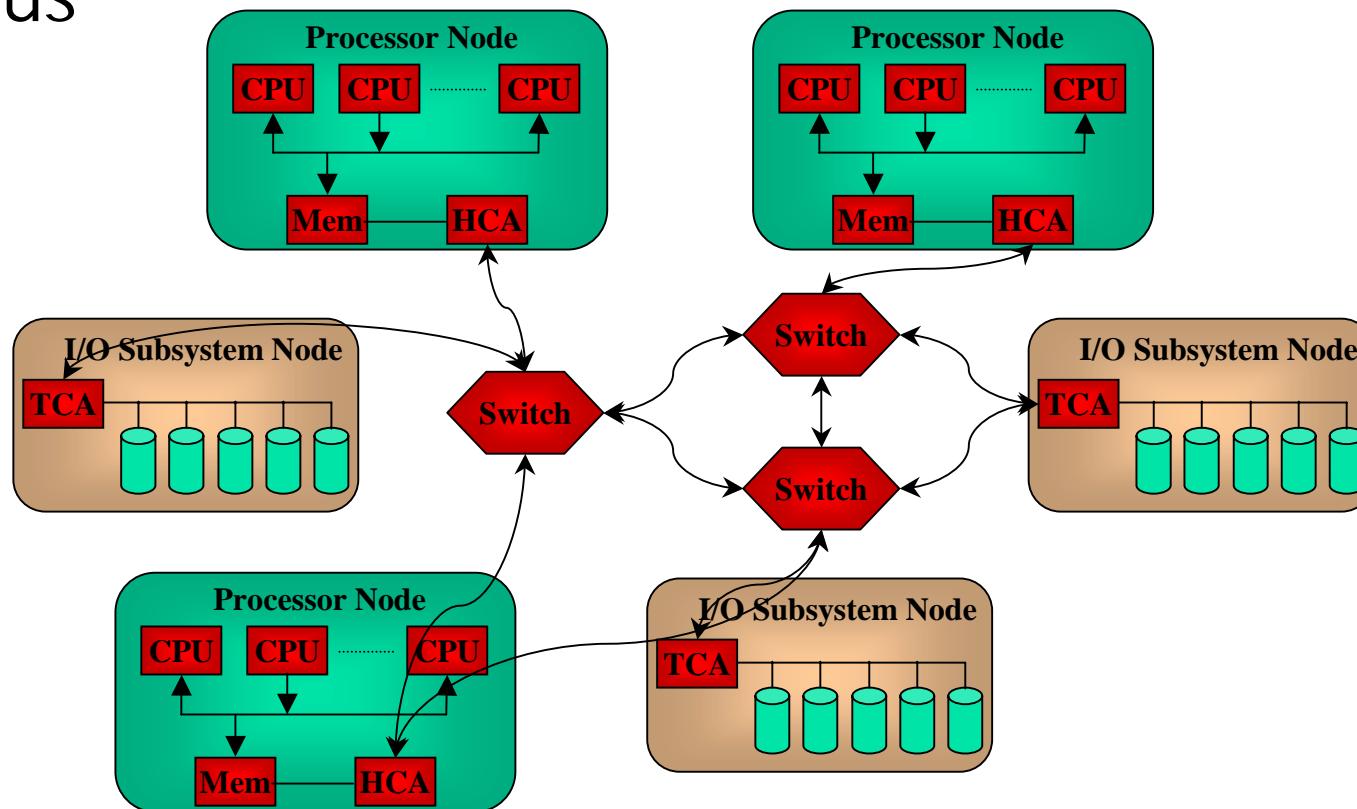 us
Processor Node
CPU CPU CPU
Mem HCA
Processor Node
CPU CPU CPU
Mem HCA
Switch
I/O Subsystem Node
TCA
Switch
I/O Subsystem Node
TCA
Switch
Processor Node
CPU CPU CPU
Mem HCA
I/O Subsystem Node
TCA